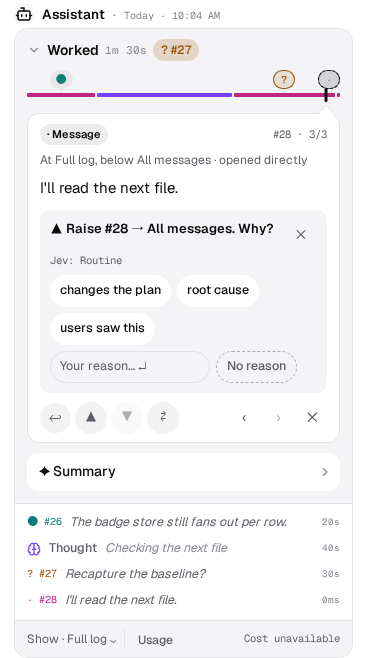 Assistant · Today · 10:04 AM
Worked 1m 30s ? #27
?
· Message #28 · 3/3
At Full log, below All messages · opened directly
I'll read the next file.
▲ Raise #28 → All messages. Why? ×
Jev: Routine
changes the plan root cause
users saw this
Your reason… ↵ No reason
↩ ▲ ▼ ⇄ ‹ › ×
✦ Summary ›
#26 The badge store still fans out per row. 20s
Thought Checking the next file 40s
? #27 Recapture the baseline? 30s
· #28 I'll read the next file. 0ms
Show · Full log ⌄ Usage Cost unavailable